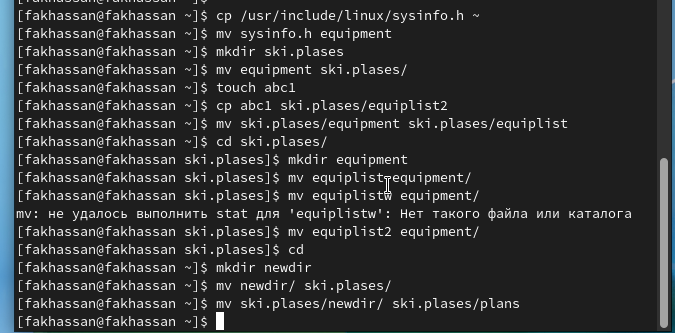 [fakhassan@fakhassan ~]$ cp /usr/include/linux/sysinfo.h ~
[fakhassan@fakhassan ~]$ mv sysinfo.h equipment
[fakhassan@fakhassan ~]$ mkdir ski.plases
[fakhassan@fakhassan ~]$ mv equipment ski.plases/
[fakhassan@fakhassan ~]$ touch abc1
[fakhassan@fakhassan ~]$ cp abc1 ski.plases/equiplist2
[fakhassan@fakhassan ~]$ mv ski.plases/equipment ski.plases/equiplist
[fakhassan@fakhassan ~]$ cd ski.plases/
[fakhassan@fakhassan ski.plases]$ mkdir equipment
[fakhassan@fakhassan ski.plases]$ mv equiplist equipment/
[fakhassan@fakhassan ski.plases]$ mv equiplistw equipment/
mv: не удалось выполнить stat для 'equiplistw': Нет такого файла или каталога
[fakhassan@fakhassan ski.plases]$ mv equiplist2 equipment/
[fakhassan@fakhassan ski.plases]$ cd
[fakhassan@fakhassan ~]$ mkdir newdir
[fakhassan@fakhassan ~]$ mv newdir/ ski.plases/
[fakhassan@fakhassan ~]$ mv ski.plases/newdir/ ski.plases/plans
[fakhassan@fakhassan ~]$